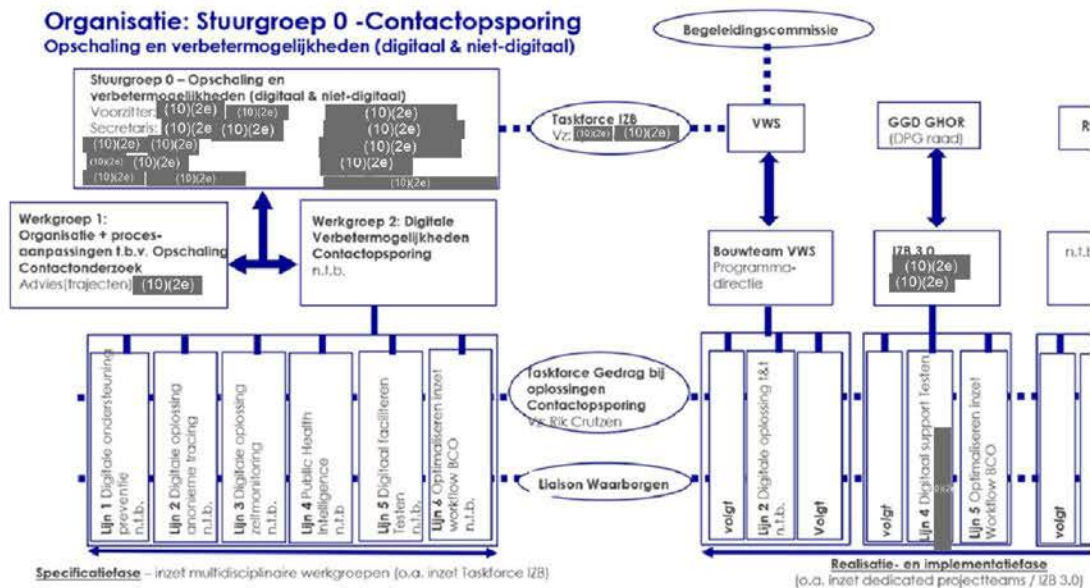 Organisatie: Stuurgroep 0 -Contactopsporing
Opschaling en verbetermogelijkheden (digitaal & niet-digitaal)
Begeleidingscommissie
Stuurgroep 0 – Opschaling en
verbetermogelijkheden (digitaal & niet-digitaal)
Voorzitter: (10)(2e) (10)(2e) (10)(2e)
Secretaris: (10)(2e) (10)(2e) (10)(2e)
(10)(2e) (10)(2e) (10)(2e)
(10)(2e) (10)(2e) (10)(2e)
(10)(2e) (10)(2e) (10)(2e)
Taskforce IZB
Vz: (10)(2e) (10)(2e)
VWS
GGD GHOR
(DPG raad)
Werkgroep 1:
Organisatie + proces-
aanpassingen t.b.v. Opschaling
Contactonderzoek
Advies(trajecten) (10)(2e)
Werkgroep 2: Digitale
Verbetermogelijkheden
Contactopsporing
n.t.b.
Bouwteam VWS
Programma-
directie
IZB 3.0
(10)(2e)
(10)(2e)
n.t.b
Lijn 1 Digitale ondersteuning
preventie
n.t.b.
Lijn 2 Digitale oplossing
anonieme tracing
n.t.b.
Lijn 3 Digitale oplossing
zelfmonitoring
n.t.b.
Lijn 4 Public Health
Intelligence
n.t.b
Lijn 5 Digitaal faciliteren
Testen
n.t.b.
Lijn 6 Optimaliseren inzet
workflow BCO
n.t.b.
Taskforce Gedrag bij
oplossingen
Contactopsporing
Vz: Rik Crutzen
Liaison Waarborgen
volgt
Lijn 2 Digitale oplossing t&t
n.t.b.
Volgt
volgt
Lijn 4 Digitaal support Testen
Lijn 5 Optimaliseren inzet
Workflow BCO
volgt
Specificatiefase – inzet multidisciplinaire werkgroepen (o.a. inzet Taskforce IZB)
Realisatie- en implementatiefase
(o.a. inzet dedicated projectteams / IZB 3.0)